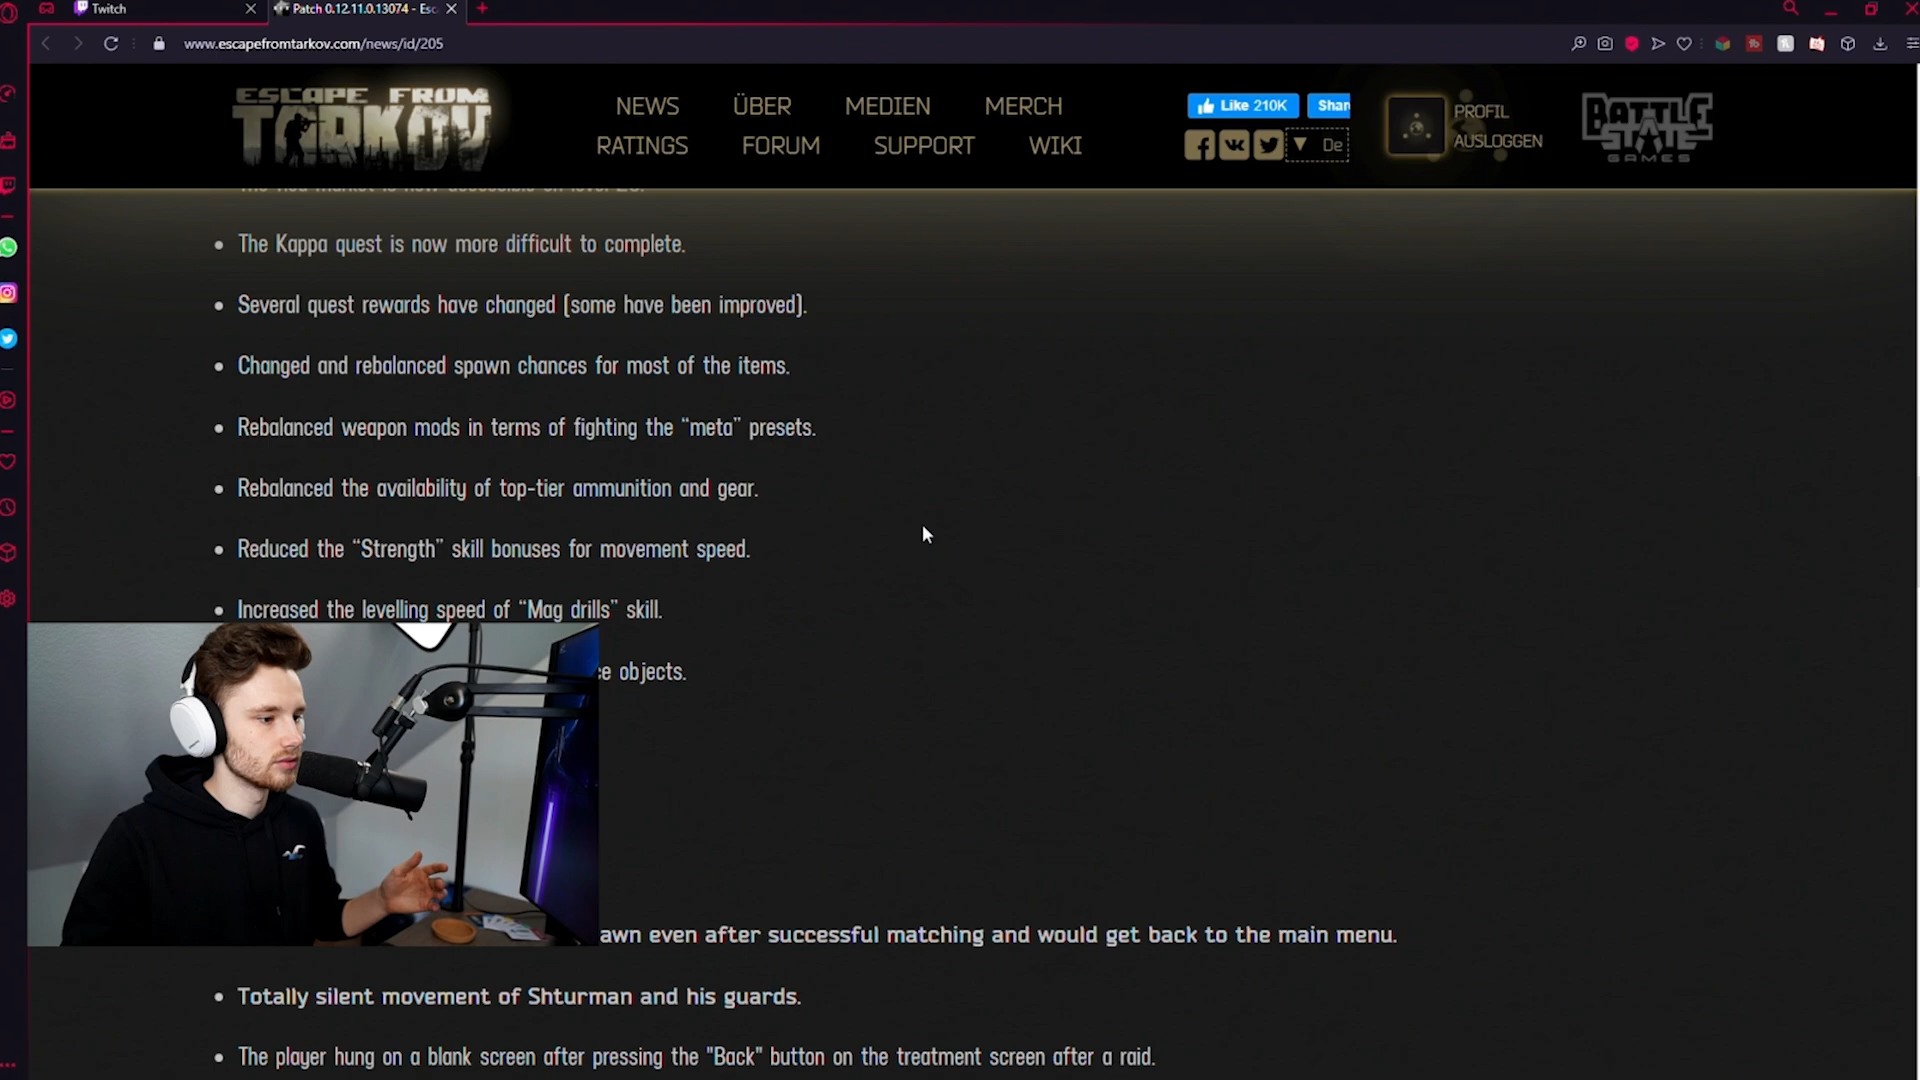 Twitch
Patch 0.12.11.0.13074 - Esc
www.escapefromtarkov.com/news/id/205
ESCAPE FROM
TARKOV
NEWS ÜBER MEDIEN MERCH
RATINGS FORUM SUPPORT WIKI
Like 210K
Shar
De
PROFIL
AUSLOGGEN
BATTLE
STATE
GAMES
The Kappa quest is now more difficult to complete.
Several quest rewards have changed (some have been improved).
Changed and rebalanced spawn chances for most of the items.
Rebalanced weapon mods in terms of fighting the “meta” presets.
Rebalanced the availability of top-tier ammunition and gear.
Reduced the “Strength” skill bonuses for movement speed.
Increased the levelling speed of “Mag drills” skill.
objects.
awn even after successful matching and would get back to the main menu.
Totally silent movement of Shturman and his guards.
The player hung on a blank screen after pressing the "Back" button on the treatment screen after a raid.